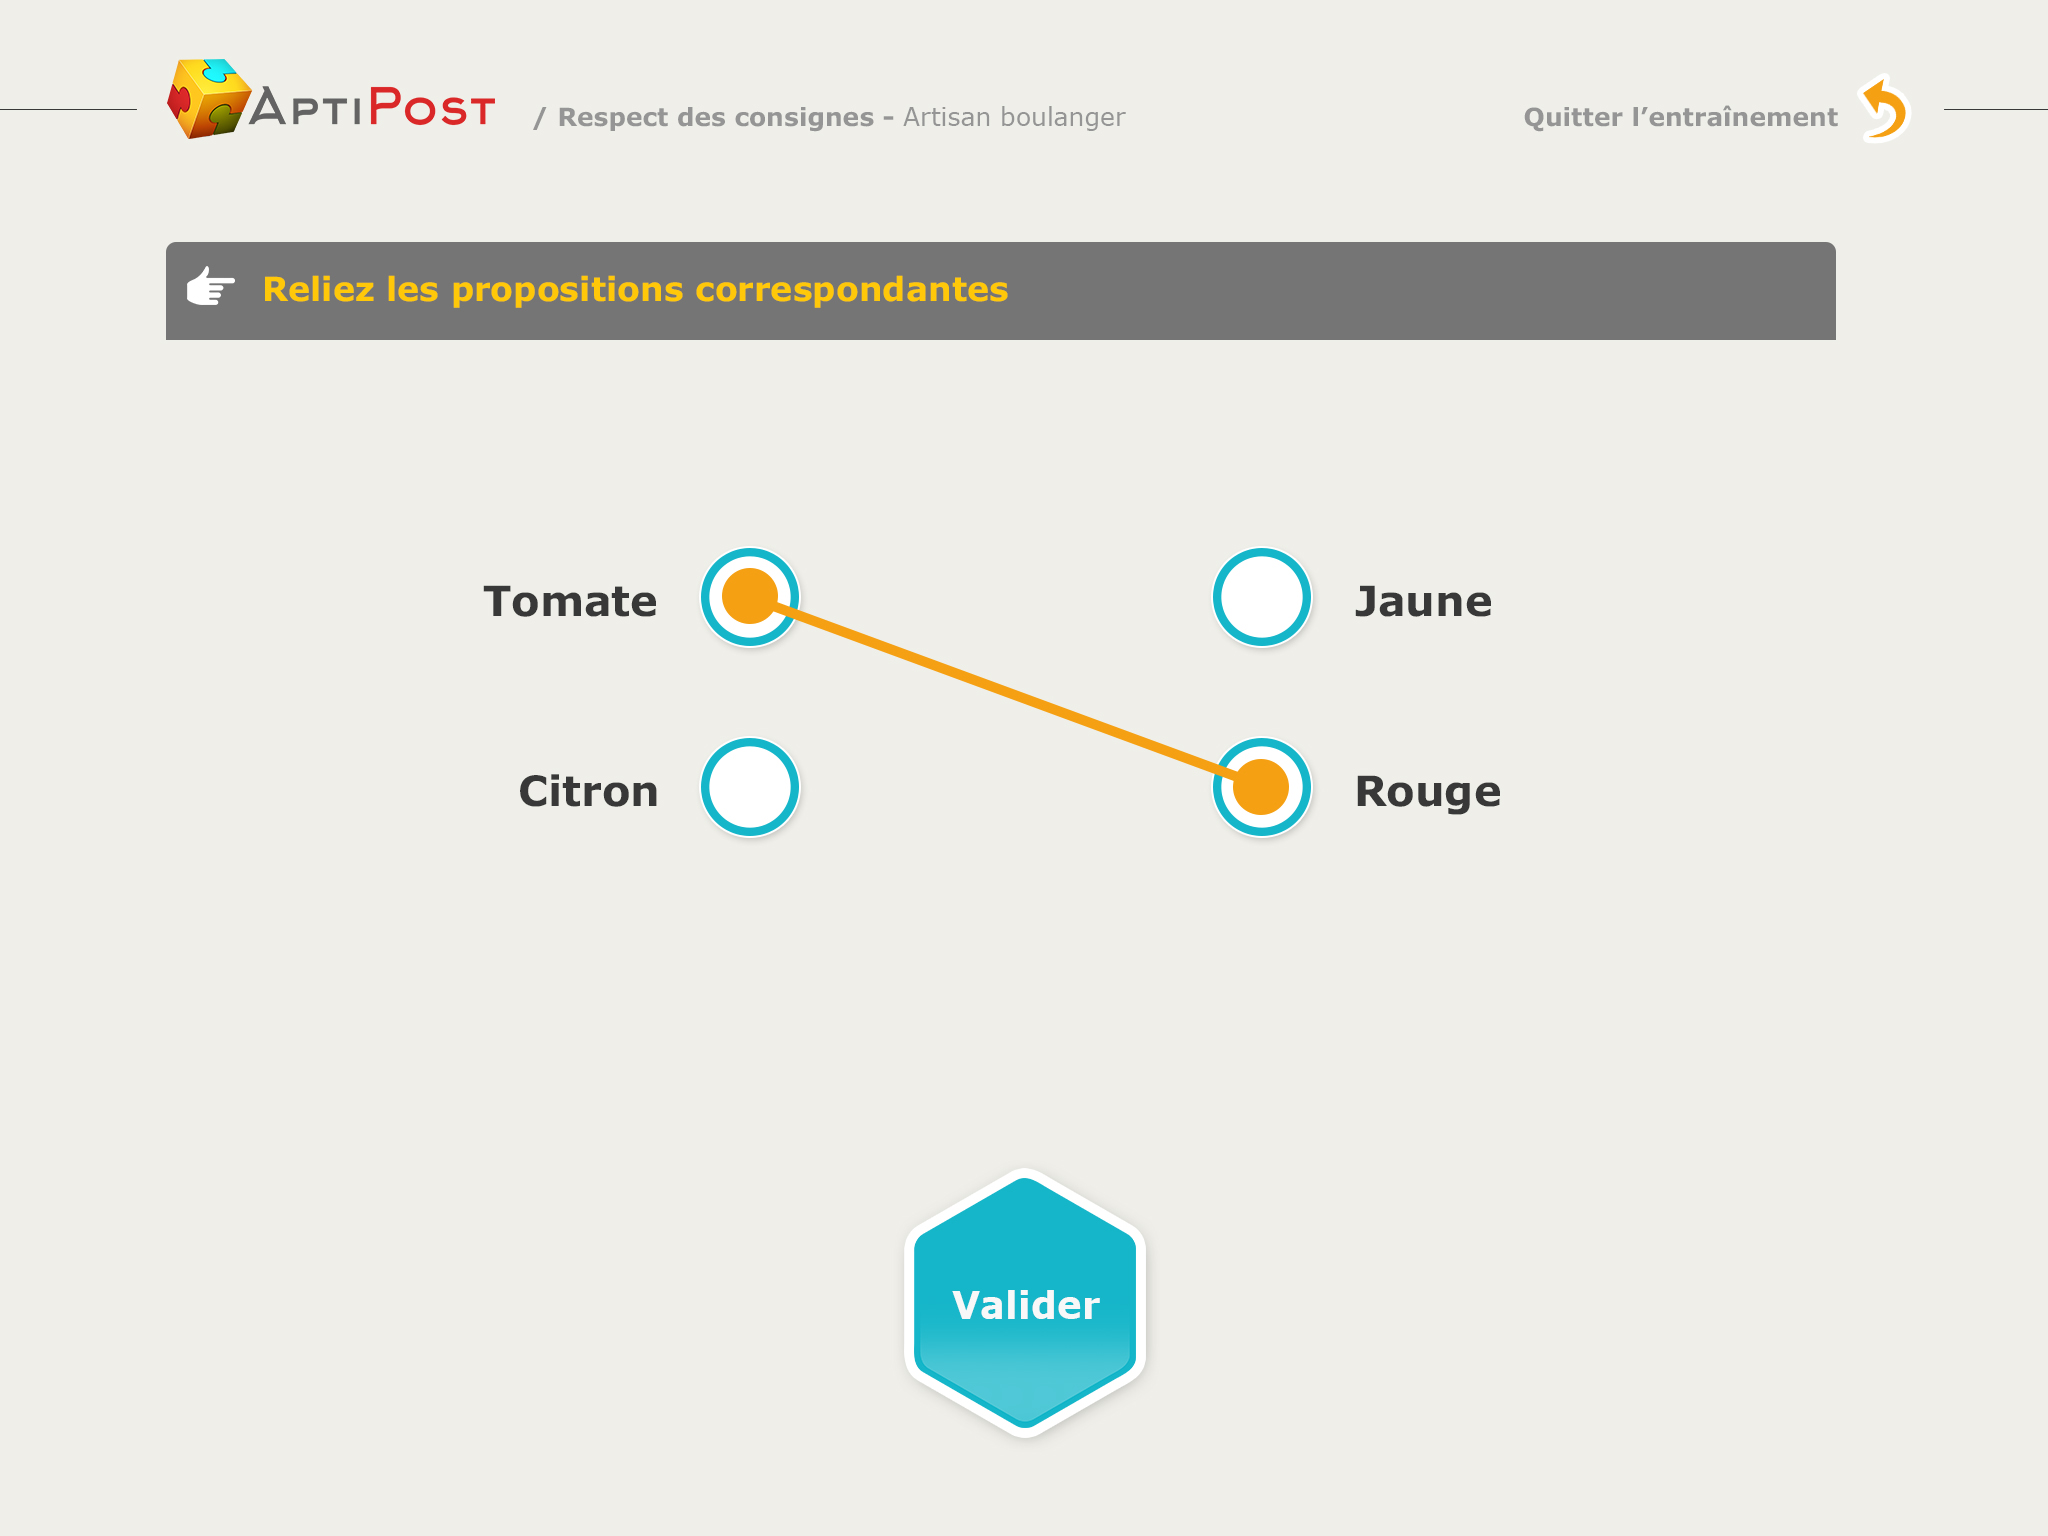 APTIPOST / Respect des consignes - Artisan boulanger
Quitter l’entraînement
Reliez les propositions correspondantes
Tomate
Jaune
Citron
Rouge
Valider